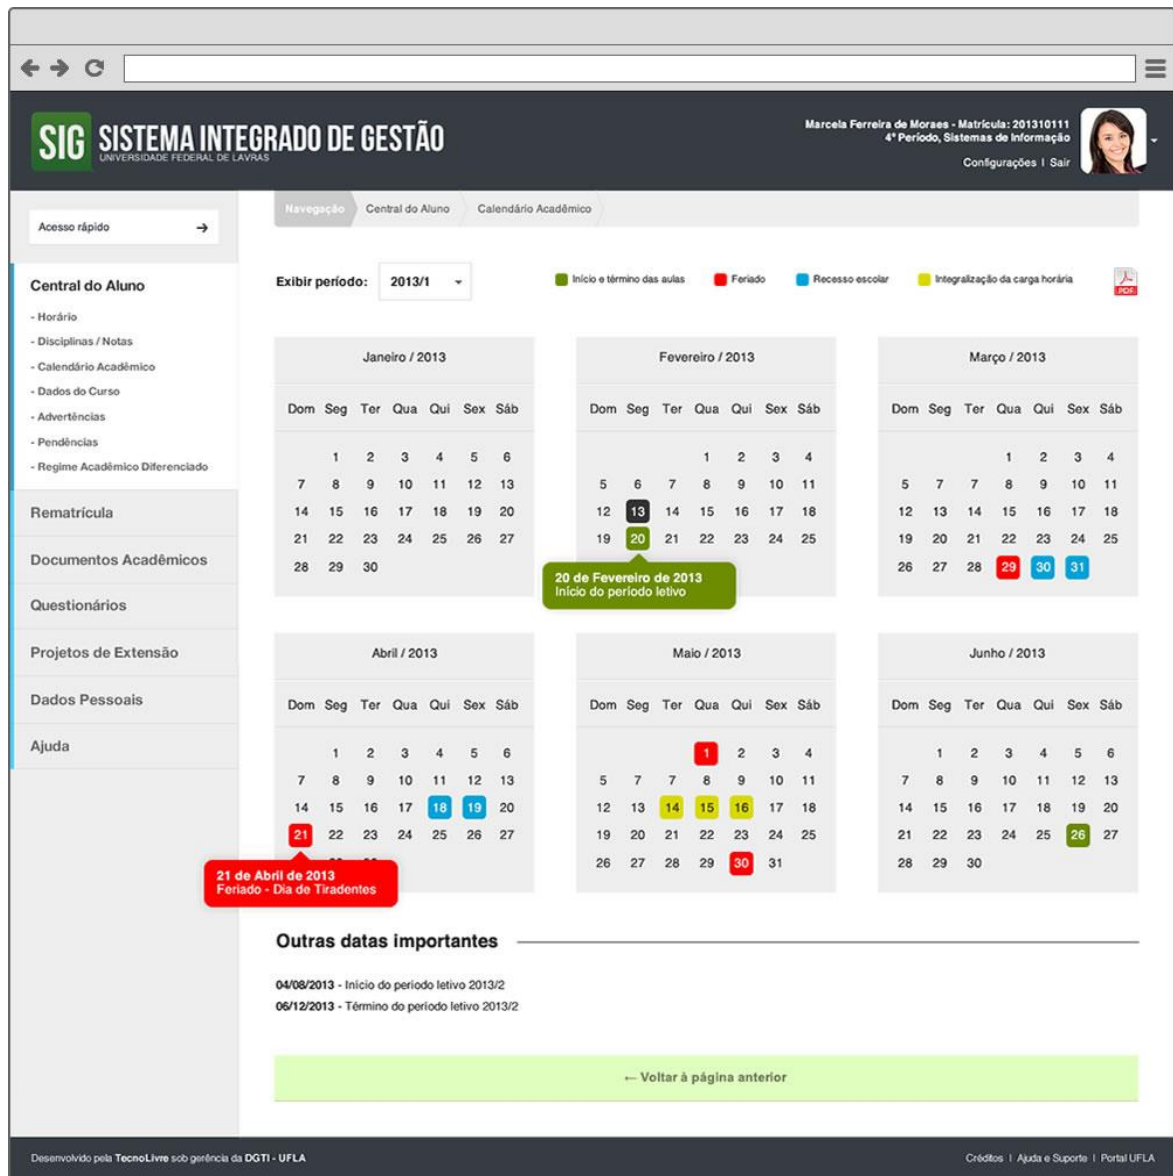 SIG SISTEMA INTEGRADO DE GESTÃO
UNIVERSIDADE FEDERAL DE LAVRAS
Marcela Ferreira de Moraes - Matrícula: 201310111
4º Período, Sistemas de Informação
Configurações | Sair
Acesso rápido →
Central do Aluno
- Horário
- Disciplinas / Notas
- Calendário Acadêmico
- Dados do Curso
- Advertências
- Pendências
- Regime Acadêmico Diferenciado
Rematrícula
Documentos Acadêmicos
Questionários
Projetos de Extensão
Dados Pessoais
Ajuda
Navegação Central do Aluno Calendário Acadêmico
Exibir período: 2013/1
Início e término das aulas Feriado Recesso escolar Integralização da carga horária PDF
Janeiro / 2013
Dom Seg Ter Qua Qui Sex Sáb
1 2 3 4 5 6
7 8 9 10 11 12 13
14 15 16 17 18 19 20
21 22 23 24 25 26 27
28 29 30
Fevereiro / 2013
Dom Seg Ter Qua Qui Sex Sáb
1 2 3 4
5 6 7 8 9 10 11
12 13 14 15 16 17 18
19 20 21 22 23 24 25
20 de Fevereiro de 2013
Início do período letivo
Março / 2013
Dom Seg Ter Qua Qui Sex Sáb
1 2 3 4
5 7 7 8 9 10 11
12 13 14 15 16 17 18
19 20 21 22 23 24 25
26 27 28 29 30 31
Abril / 2013
Dom Seg Ter Qua Qui Sex Sáb
1 2 3 4 5 6
7 8 9 10 11 12 13
14 15 16 17 18 19 20
21 22 23 24 25 26 27
21 de Abril de 2013
Feriado - Dia de Tiradentes
Maio / 2013
Dom Seg Ter Qua Qui Sex Sáb
1 2 3 4
5 7 7 8 9 10 11
12 13 14 15 16 17 18
19 20 21 22 23 24 25
26 27 28 29 30 31
Junho / 2013
Dom Seg Ter Qua Qui Sex Sáb
1 2 3 4 5 6
7 8 9 10 11 12 13
14 15 16 17 18 19 20
21 22 23 24 25 26 27
28 29 30
Outras datas importantes
04/08/2013 - Início do periodo letivo 2013/2
06/12/2013 - Término do periodo letivo 2013/2
← Voltar à página anterior
Desenvolvido pela TecnoLivre sob gerência da DGTI - UFLA
Créditos | Ajuda e Suporte | Portal UFLA